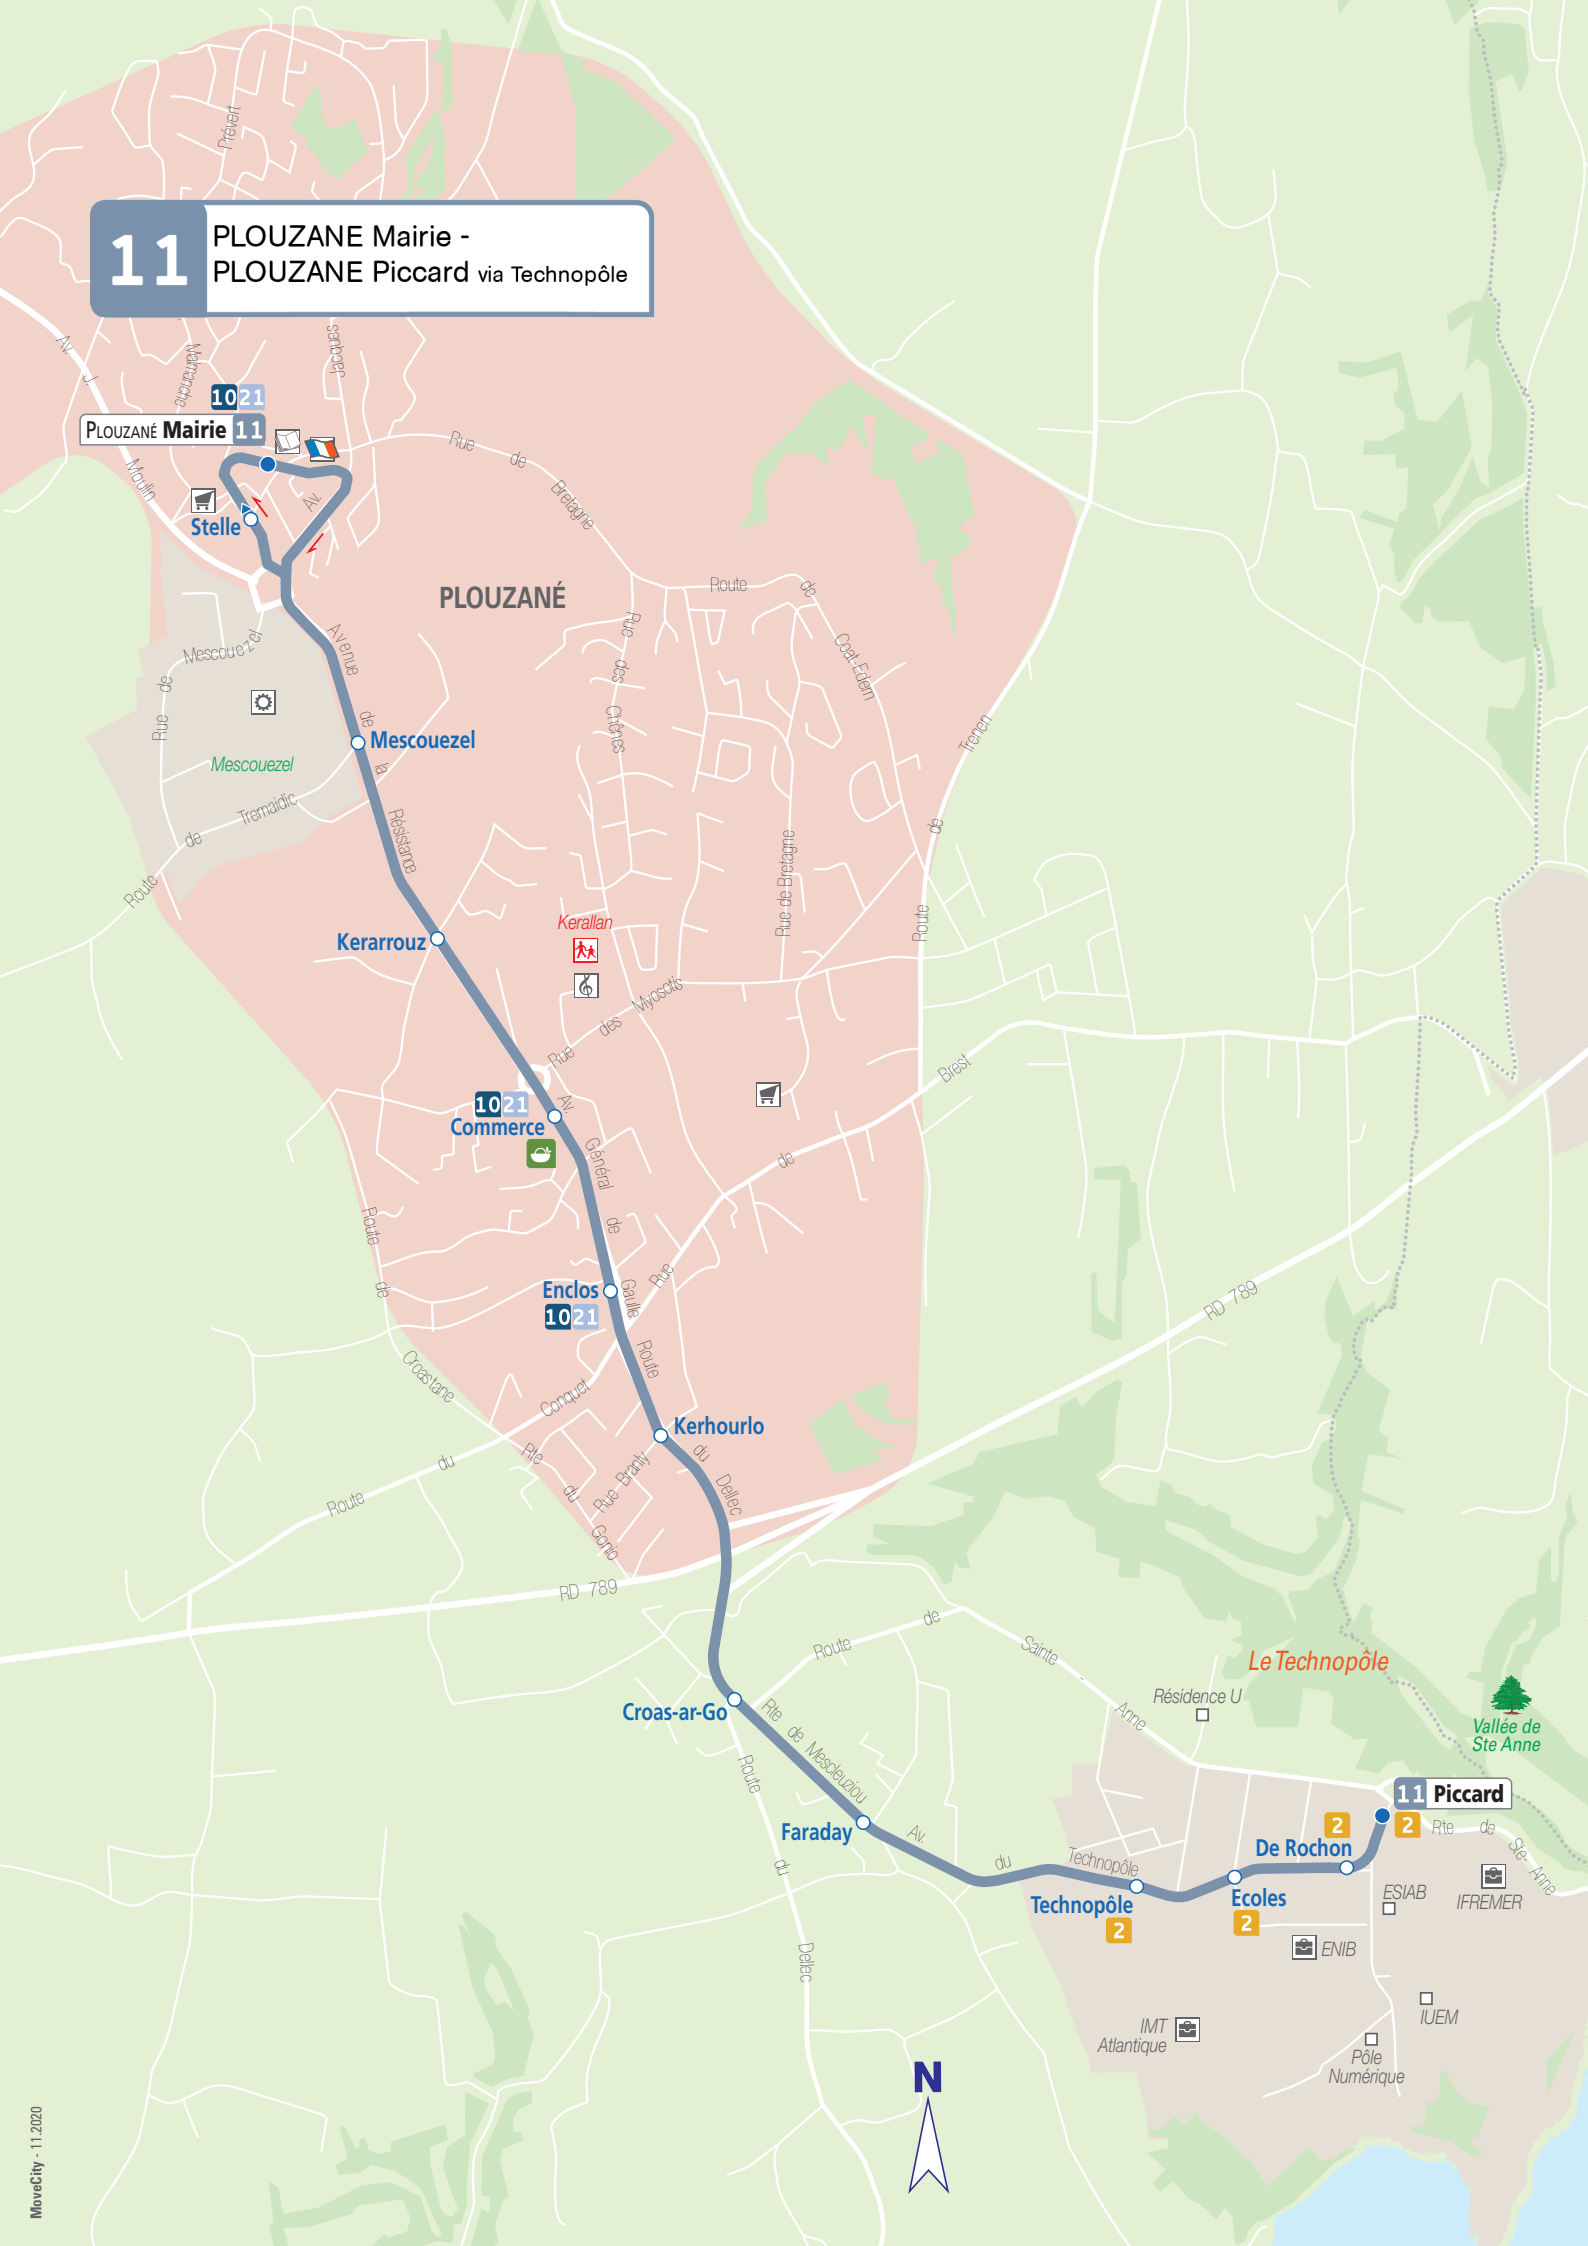 11
PLOUZANE Mairie -
PLOUZANE Piccard via Technopôle
Prévert
Av. J. Moulin
Malmanche
Jacques
10 21
PLOUZANÉ Mairie 11
Rue de Bretagne
Av.
Stelle
PLOUZANÉ
Route de Coat-Edern
Rue des Chênes
Rue de Mescouezel
Avenue de la Résistance
Mescouezel
Mescouezel
Route de Tremaidic
Route de Trenen
Rue de Bretagne
Kerarrouz
Kerallan
Rue des Myosotis
10 21
Commerce
Av. Général de Gaulle
Rue de Brest
Route de Croastane
Enclos
10 21
RD 789
Route du Conquet
Route du Dellec
Kerhourlo
Rte du Gonio
Rue Branly
RD 789
Route de Sainte - Anne
Croas-ar-Go
Rte de Mescleuziou
Route du Dellec
Faraday
Av. du Technopôle
Le Technopôle
Résidence U
Vallée de
Ste Anne
11 Piccard
2
2
Rte de Ste- Anne
De Rochon
Technopôle
2
Ecoles
2
ESIAB
IFREMER
ENIB
IUEM
IMT
Atlantique
Pôle
Numérique
N
MoveCity - 11.2020